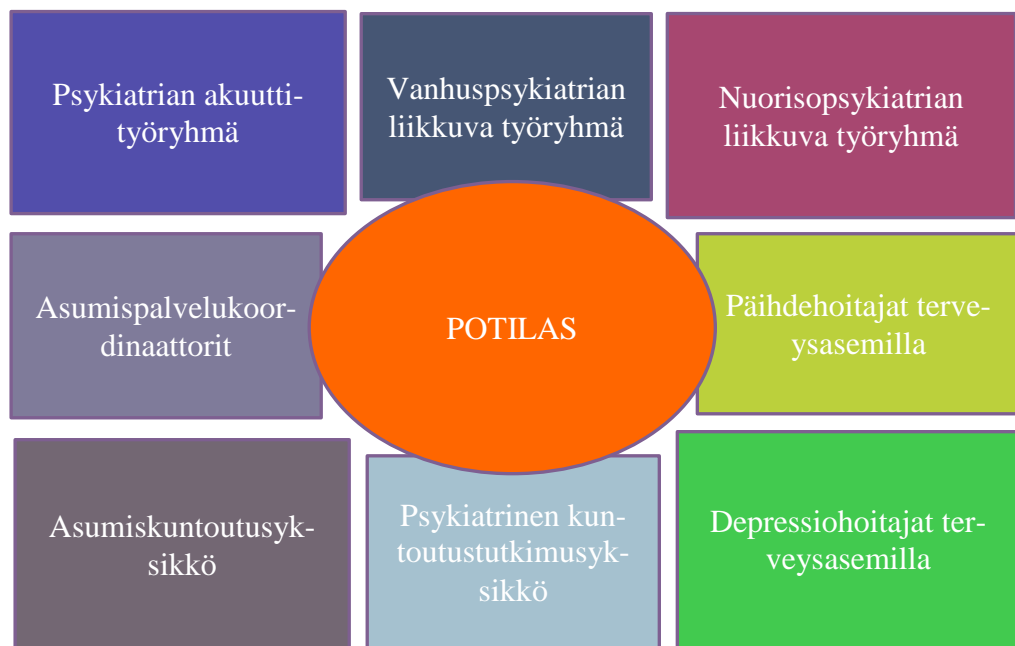 Psykiatrian akuutti-
työryhmä
Vanhuspsykiatrian
liikkuva työryhmä
Nuorisopsykiatrian
liikkuva työryhmä
Asumispalvelukoor-
dinaattorit
POTILAS
Päihdehoitajat terve-
ysasemilla
Asumiskuntoutusyk-
sikkö
Psykiatrinen kun-
toutustutkimusyk-
sikkö
Depressiohoitajat ter-
veysasemilla